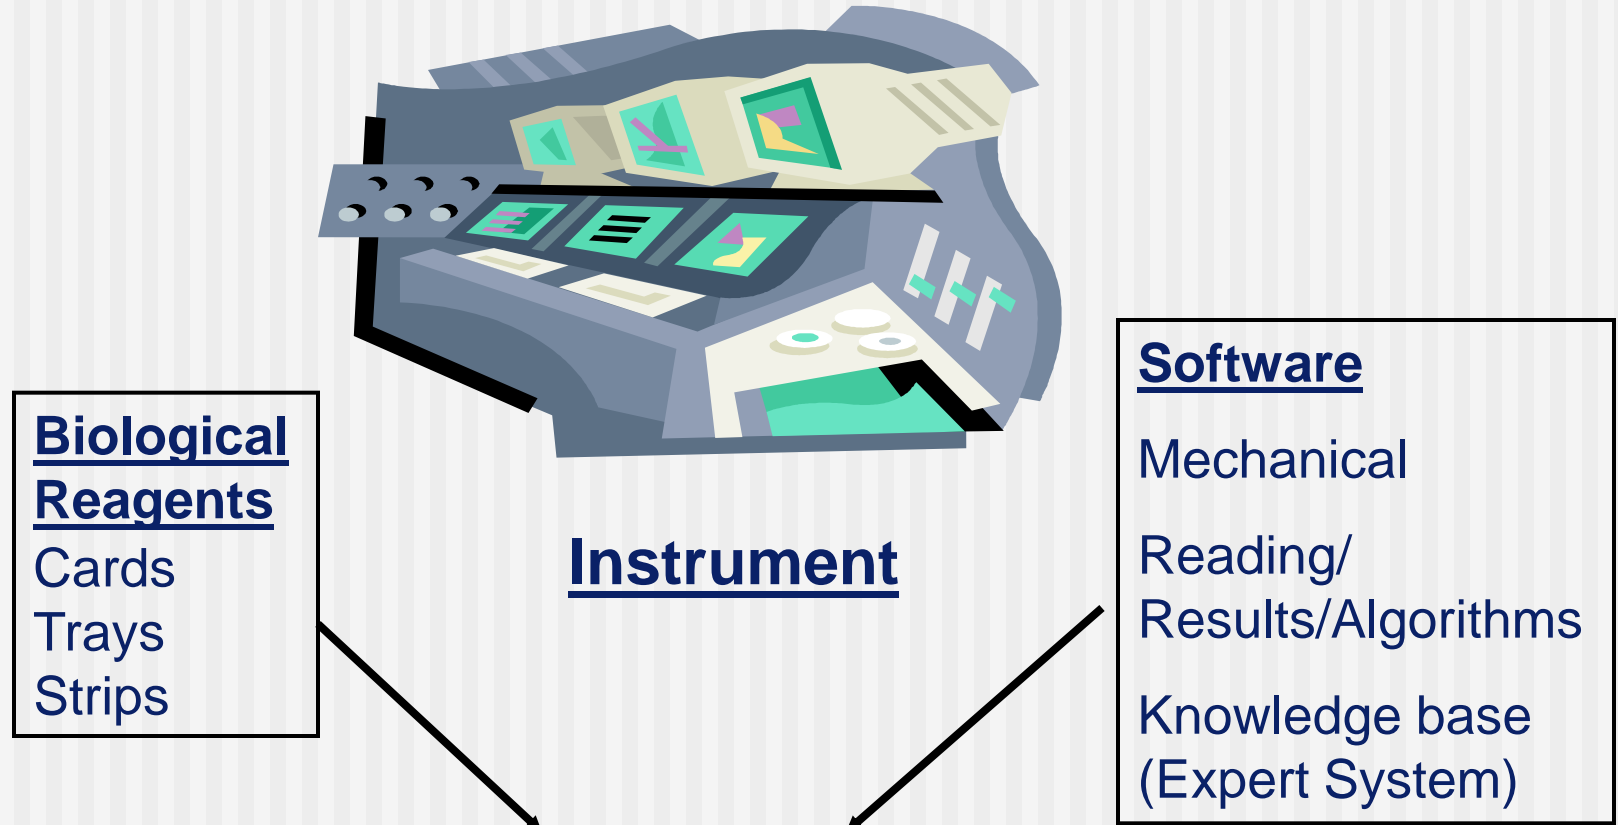 Biological
Reagents
Cards
Trays
Strips
Instrument
Software
Mechanical
Reading/
Results/Algorithms
Knowledge base
(Expert System)